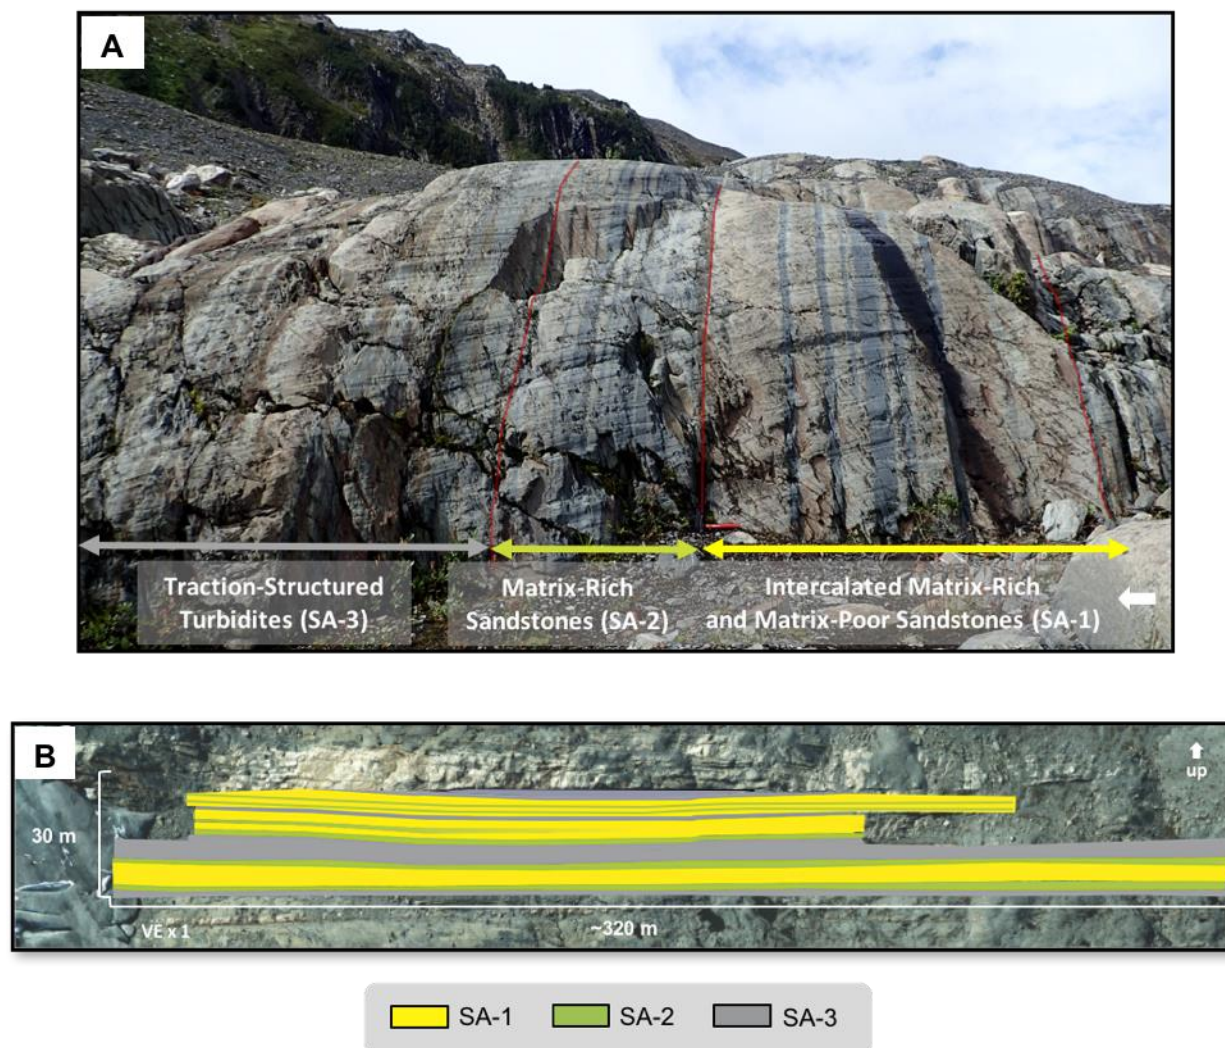 A
Traction-Structured
Turbidites (SA-3)
Matrix-Rich
Sandstones (SA-2)
Intercalated Matrix-Rich
and Matrix-Poor Sandstones (SA-1)
B
up
30 m
VE x 1
~320 m
SA-1
SA-2
SA-3